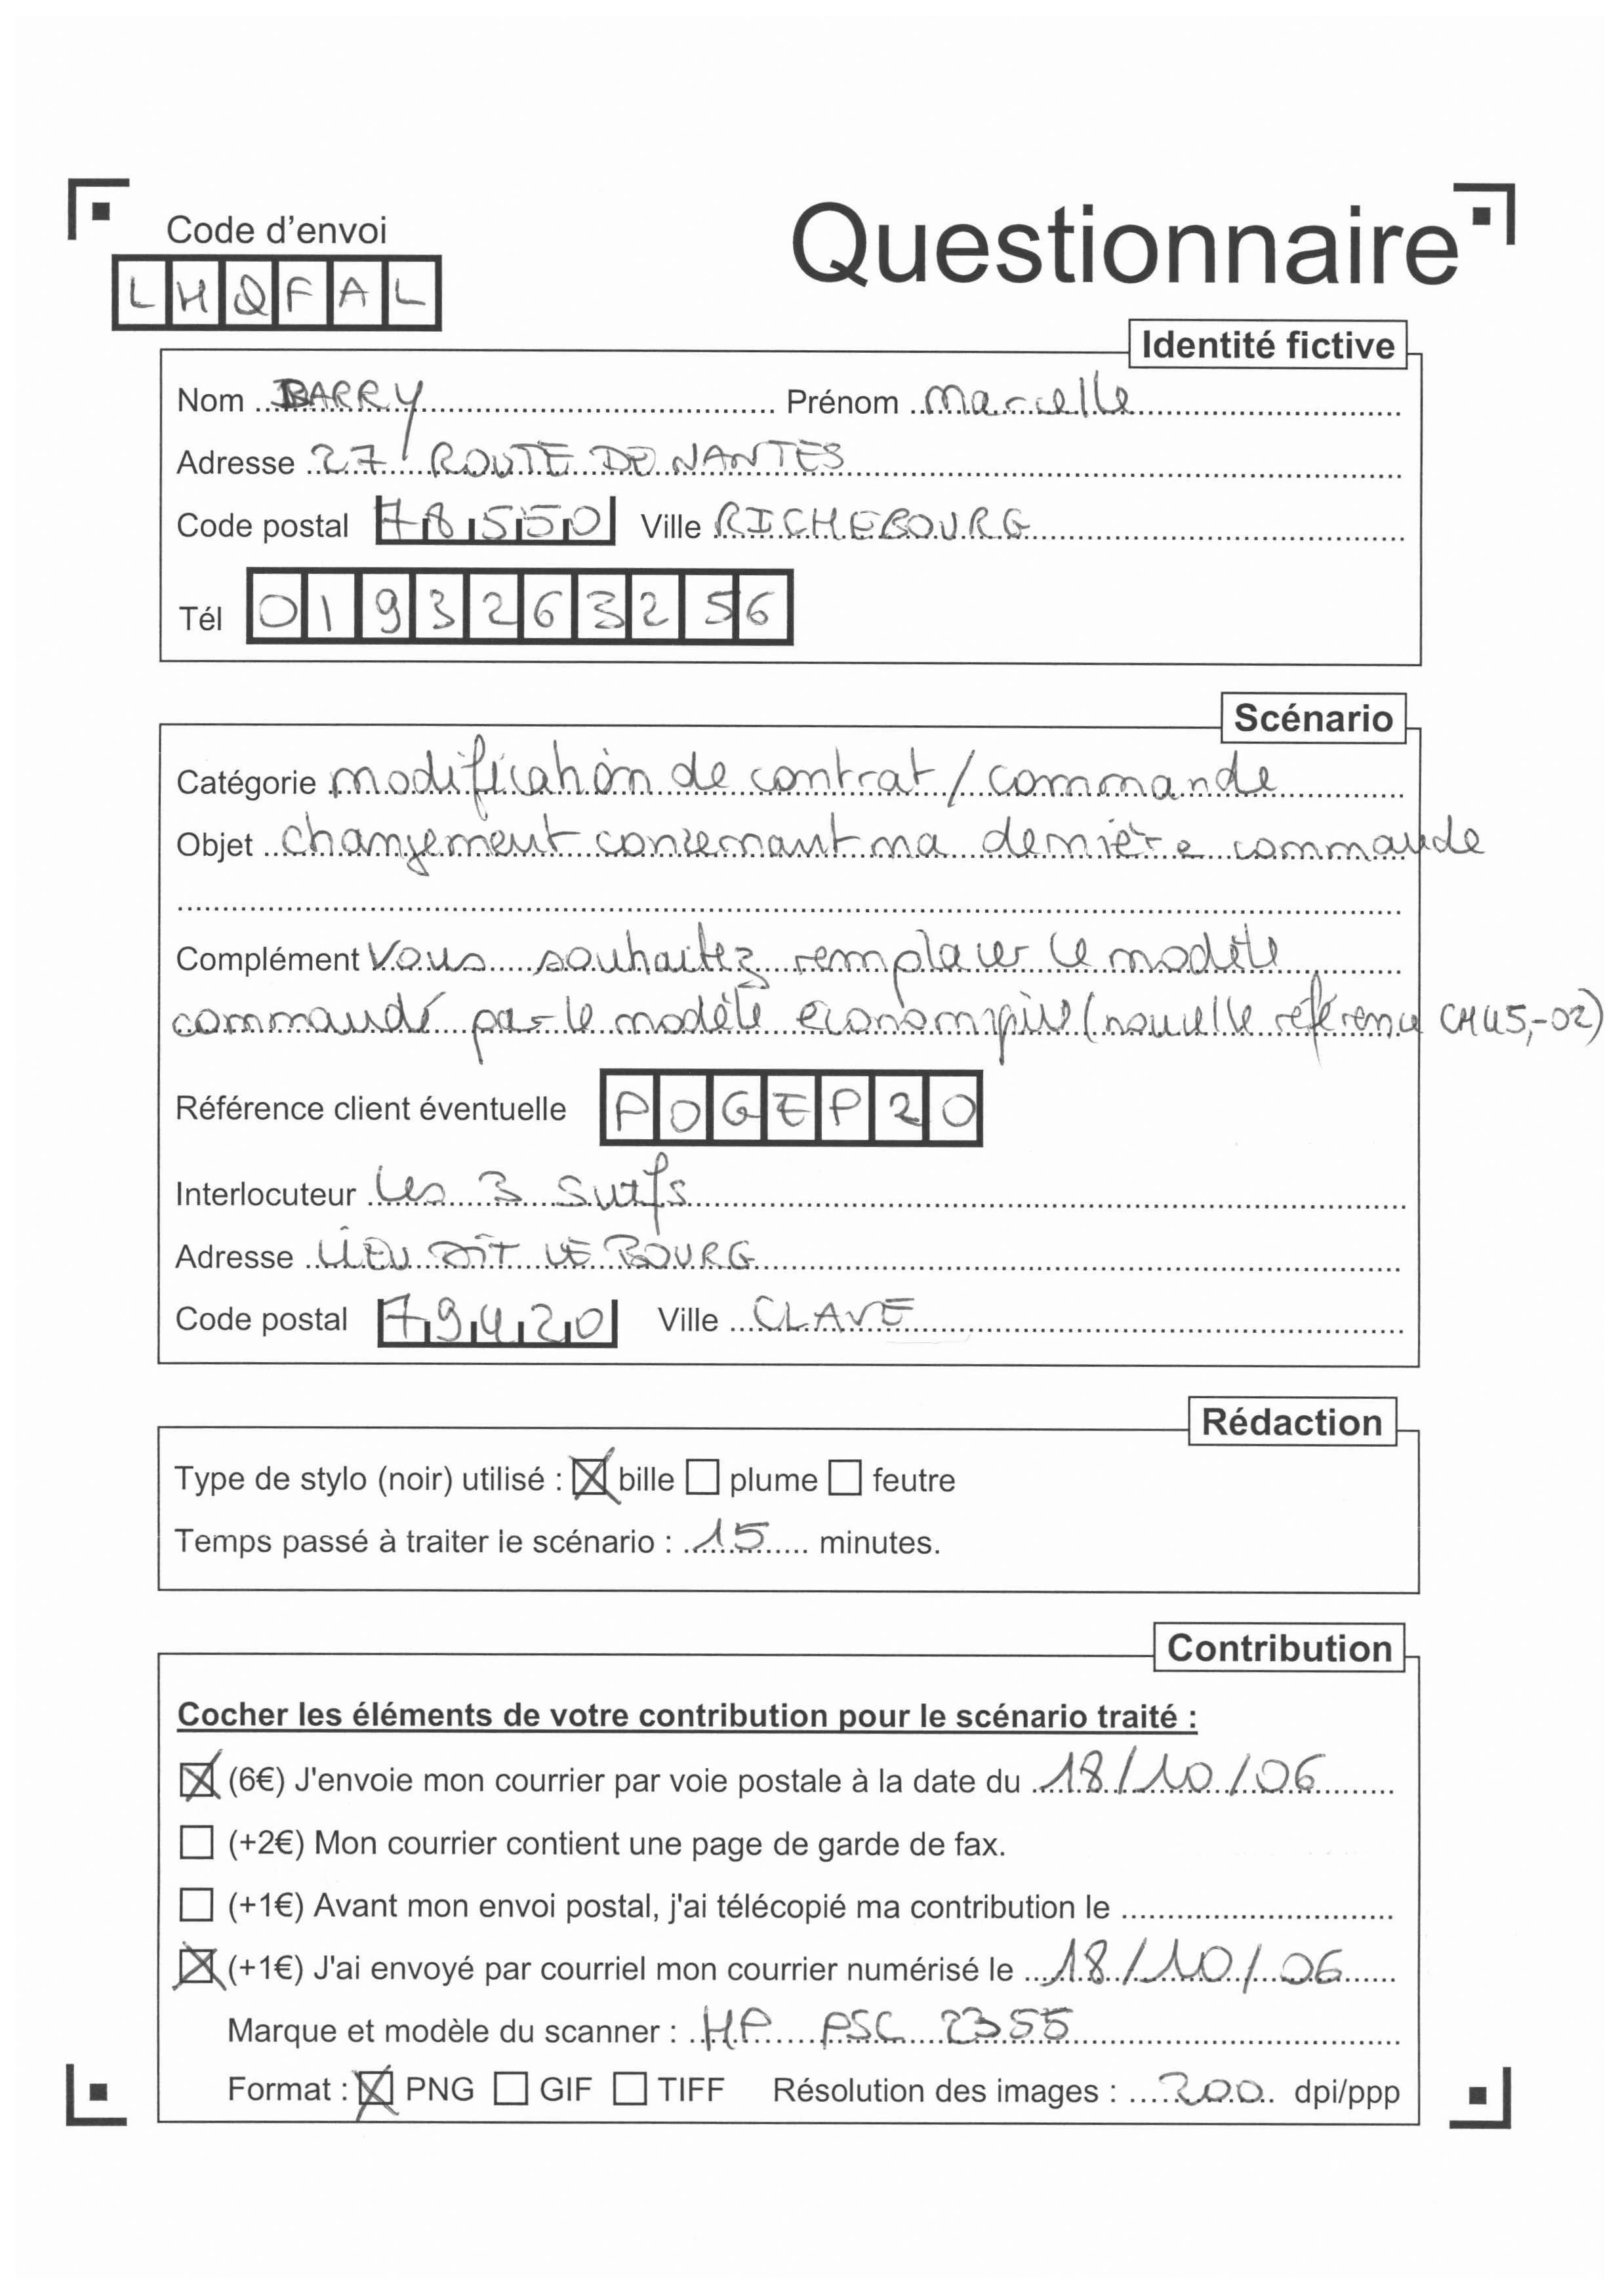 Code d'envoi
Questionnaire
LHQFAL
Identité fictive
Nom BARRY Prénom Marcelle
Adresse 27 ROUTE DE NANTES
Code postal 78550 Ville RICHEBOURG
Tél 0193263256
Scénario
Catégorie modification de contrat / commande
Objet changement concernant ma dernière commande
Complément Vous souhaitez remplacer le modèle
commandé par le modèle économique (nouvelle référence
Référence client éventuelle POGEP20
Interlocuteur Les 3 Suifs
Adresse LIEU DIT LE BOURG
Code postal 79420 Ville CLAVE
Rédaction
Type de stylo (noir) utilisé : bille plume feutre
Temps passé à traiter le scénario : 15 minutes.
Contribution
Cocher les éléments de votre contribution pour le scénario traité :
(6€) J'envoie mon courrier par voie postale à la date du 18/10/06
(+2€) Mon courrier contient une page de garde de fax.
(+1€) Avant mon envoi postal, j'ai télécopié ma contribution le
(+1€) J'ai envoyé par courriel mon courrier numérisé le 18/10/06
Marque et modèle du scanner : HP PSC 2355
Format : PNG GIF TIFF Résolution des images : 200 dpi/ppp